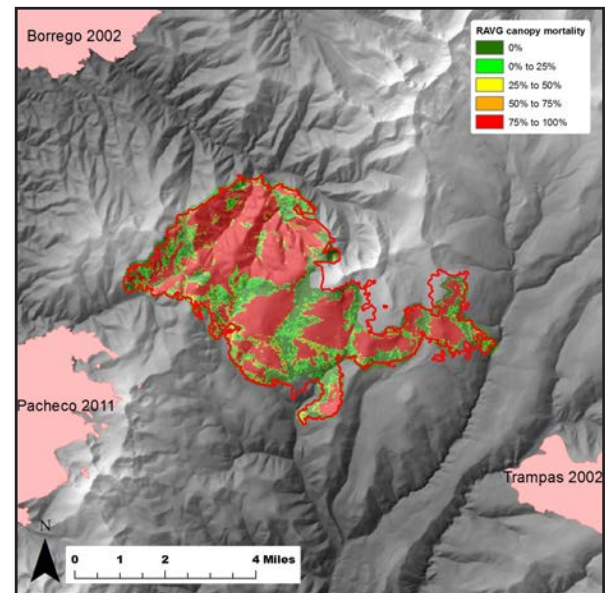 Borrego 2002
RAVG canopy mortality
0%
0% to 25%
25% to 50%
50% to 75%
75% to 100%
Pacheco 2011
Trampas 2002
N
0 1 2 4 Miles